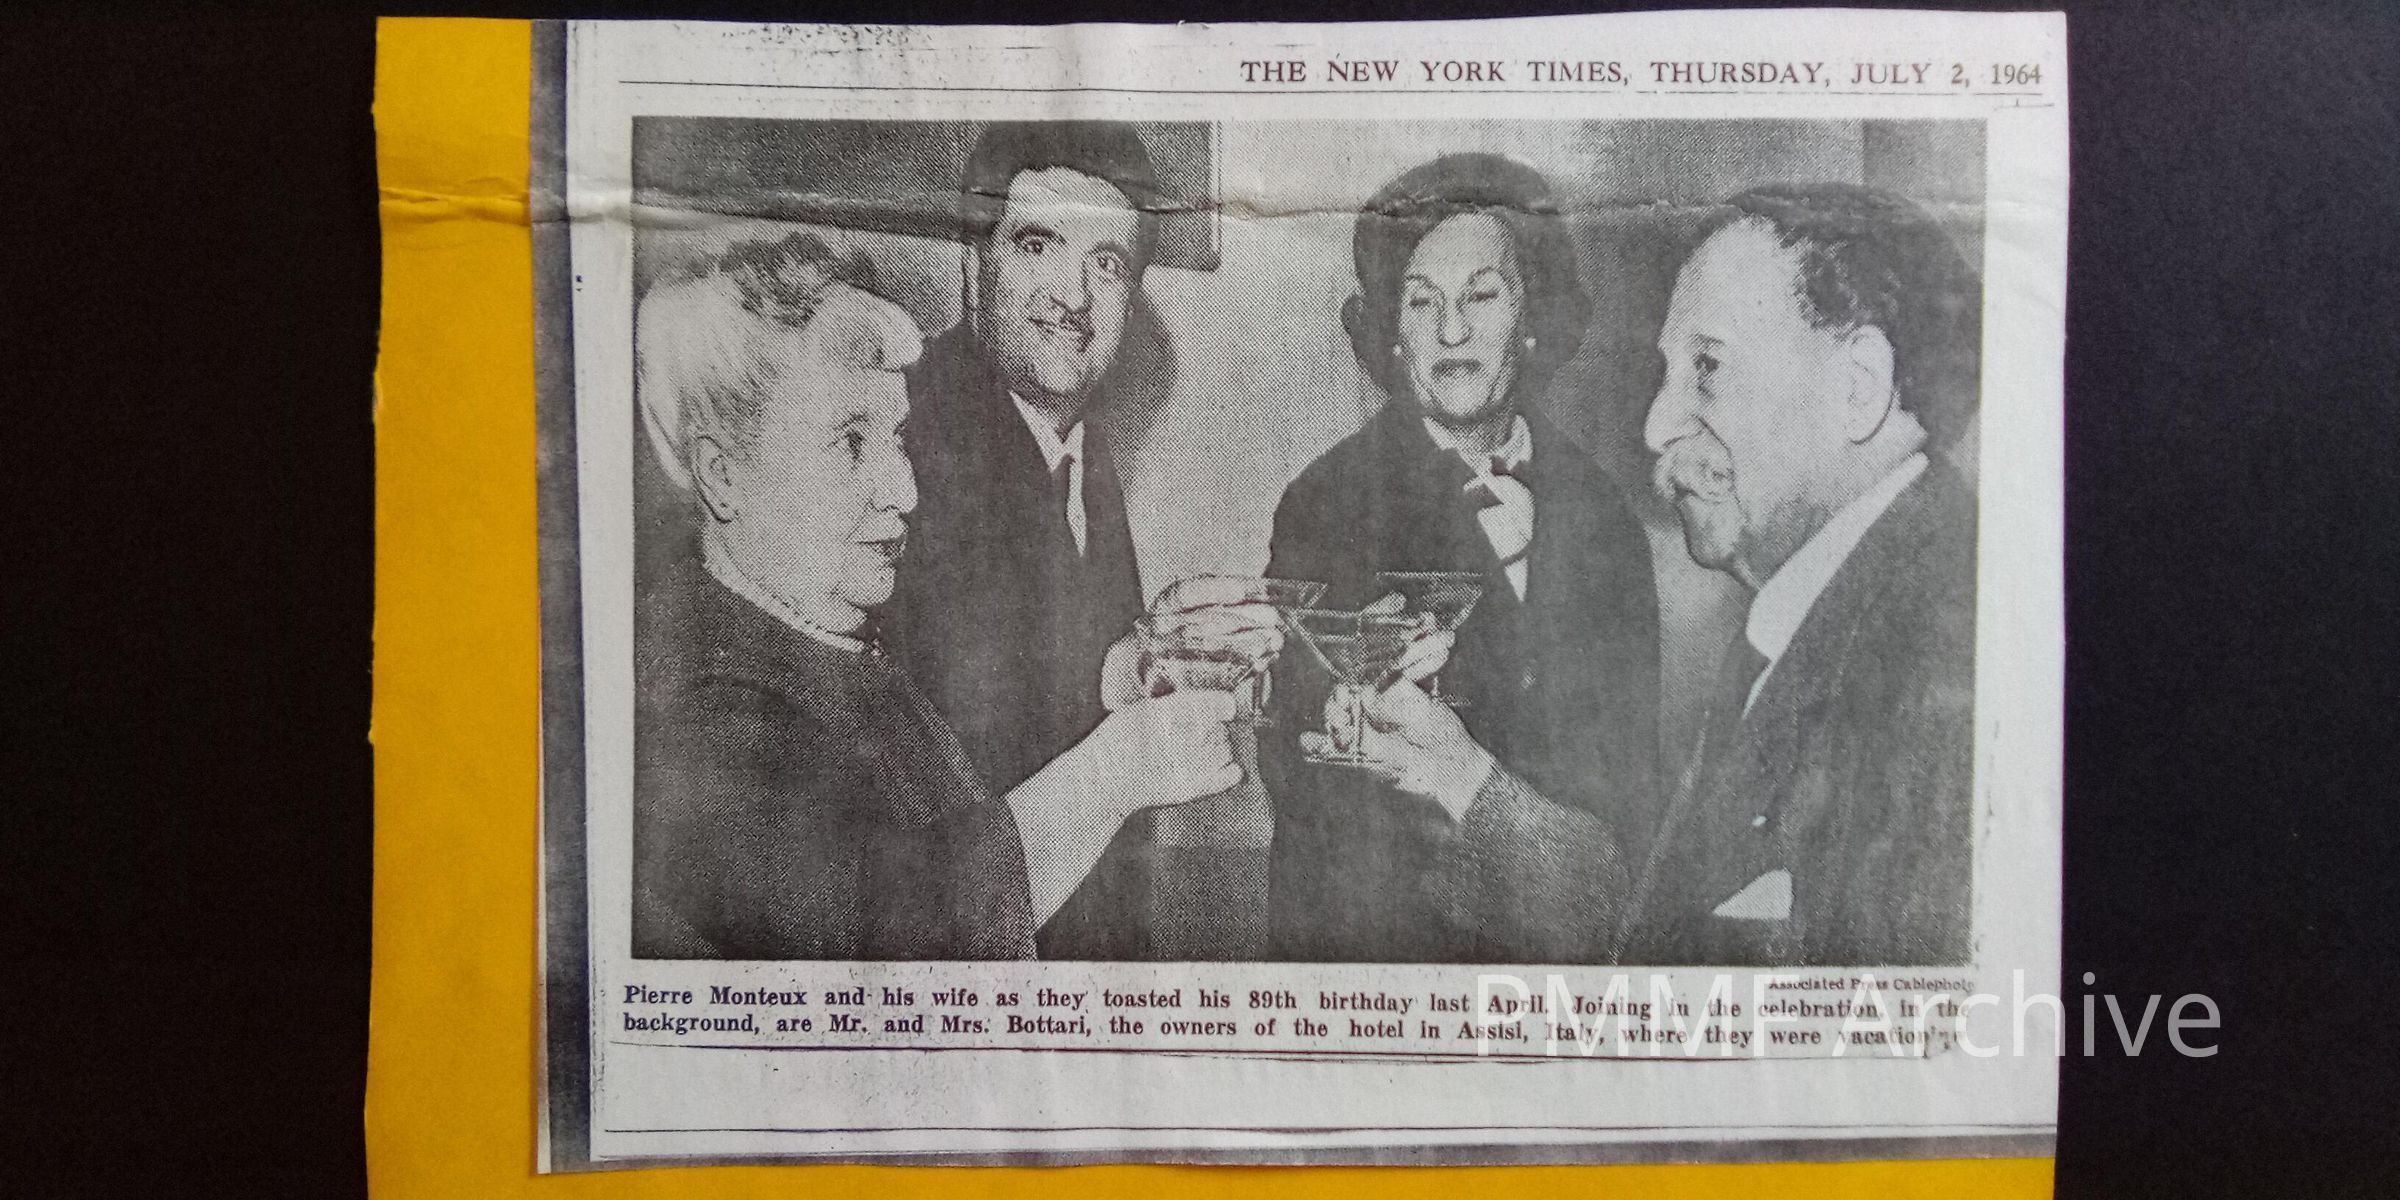 THE NEW YORK TIMES, THURSDAY, JULY 2, 1964
Associated Press Cablephoto
Pierre Monteux and his wife as they toasted his 89th birthday last April. Joining in the celebration, in the
background, are Mr. and Mrs. Bottari, the owners of the hotel in Assisi, Italy, where they were vacationing
PMMF Archive